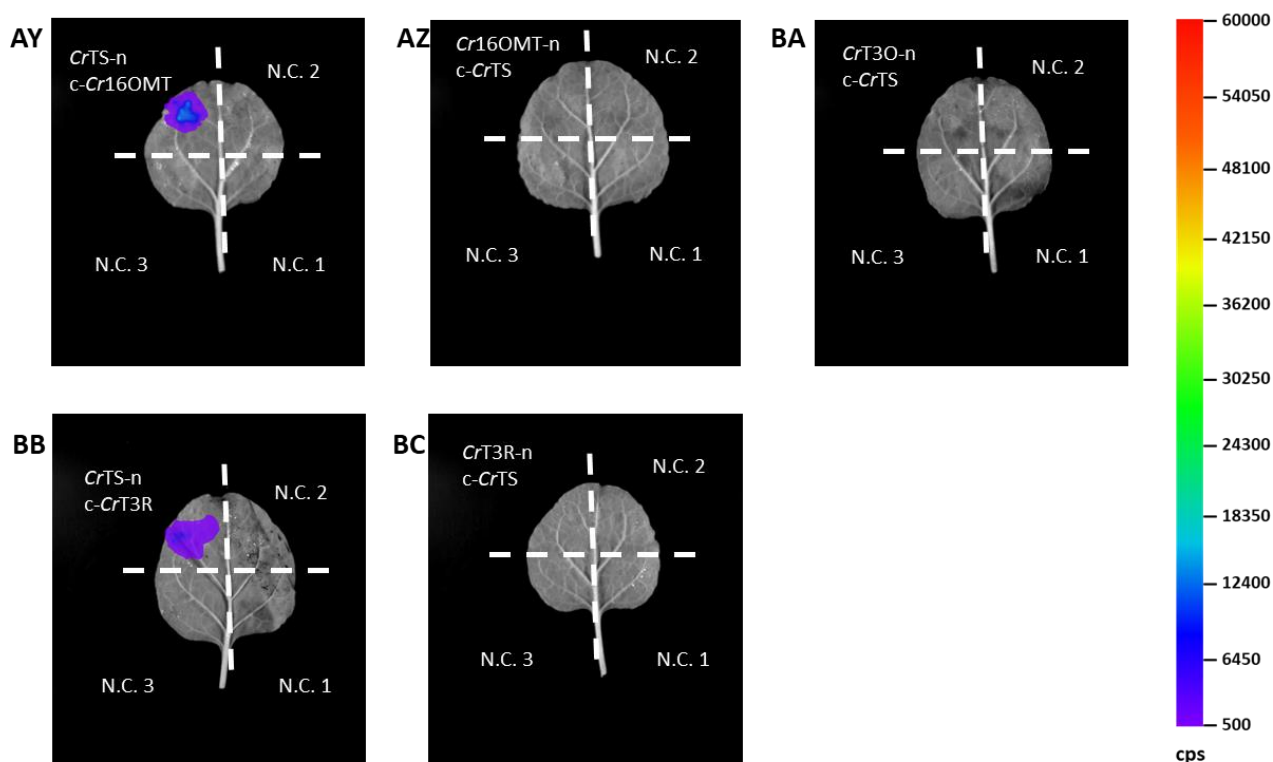 AY
CrTS-n
c-Cr16OMT
N.C. 2
N.C. 3
N.C. 1
AZ
Cr16OMT-n
c-CrTS
N.C. 2
N.C. 3
N.C. 1
BA
CrT3O-n
c-CrTS
N.C. 2
N.C. 3
N.C. 1
BB
CrTS-n
c-CrT3R
N.C. 2
N.C. 3
N.C. 1
BC
CrT3R-n
c-CrTS
N.C. 2
N.C. 3
N.C. 1
60000
54050
48100
42150
36200
30250
24300
18350
12400
6450
500
cps